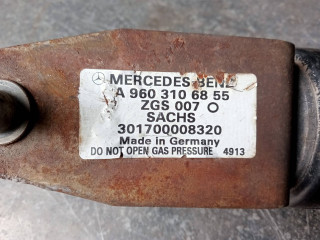 MERCEDES-BENZ
A 960 310 68 55
ZGS 007
SACHS
301700008320
Made in Germany
DO NOT OPEN GAS PRESSURE 4913